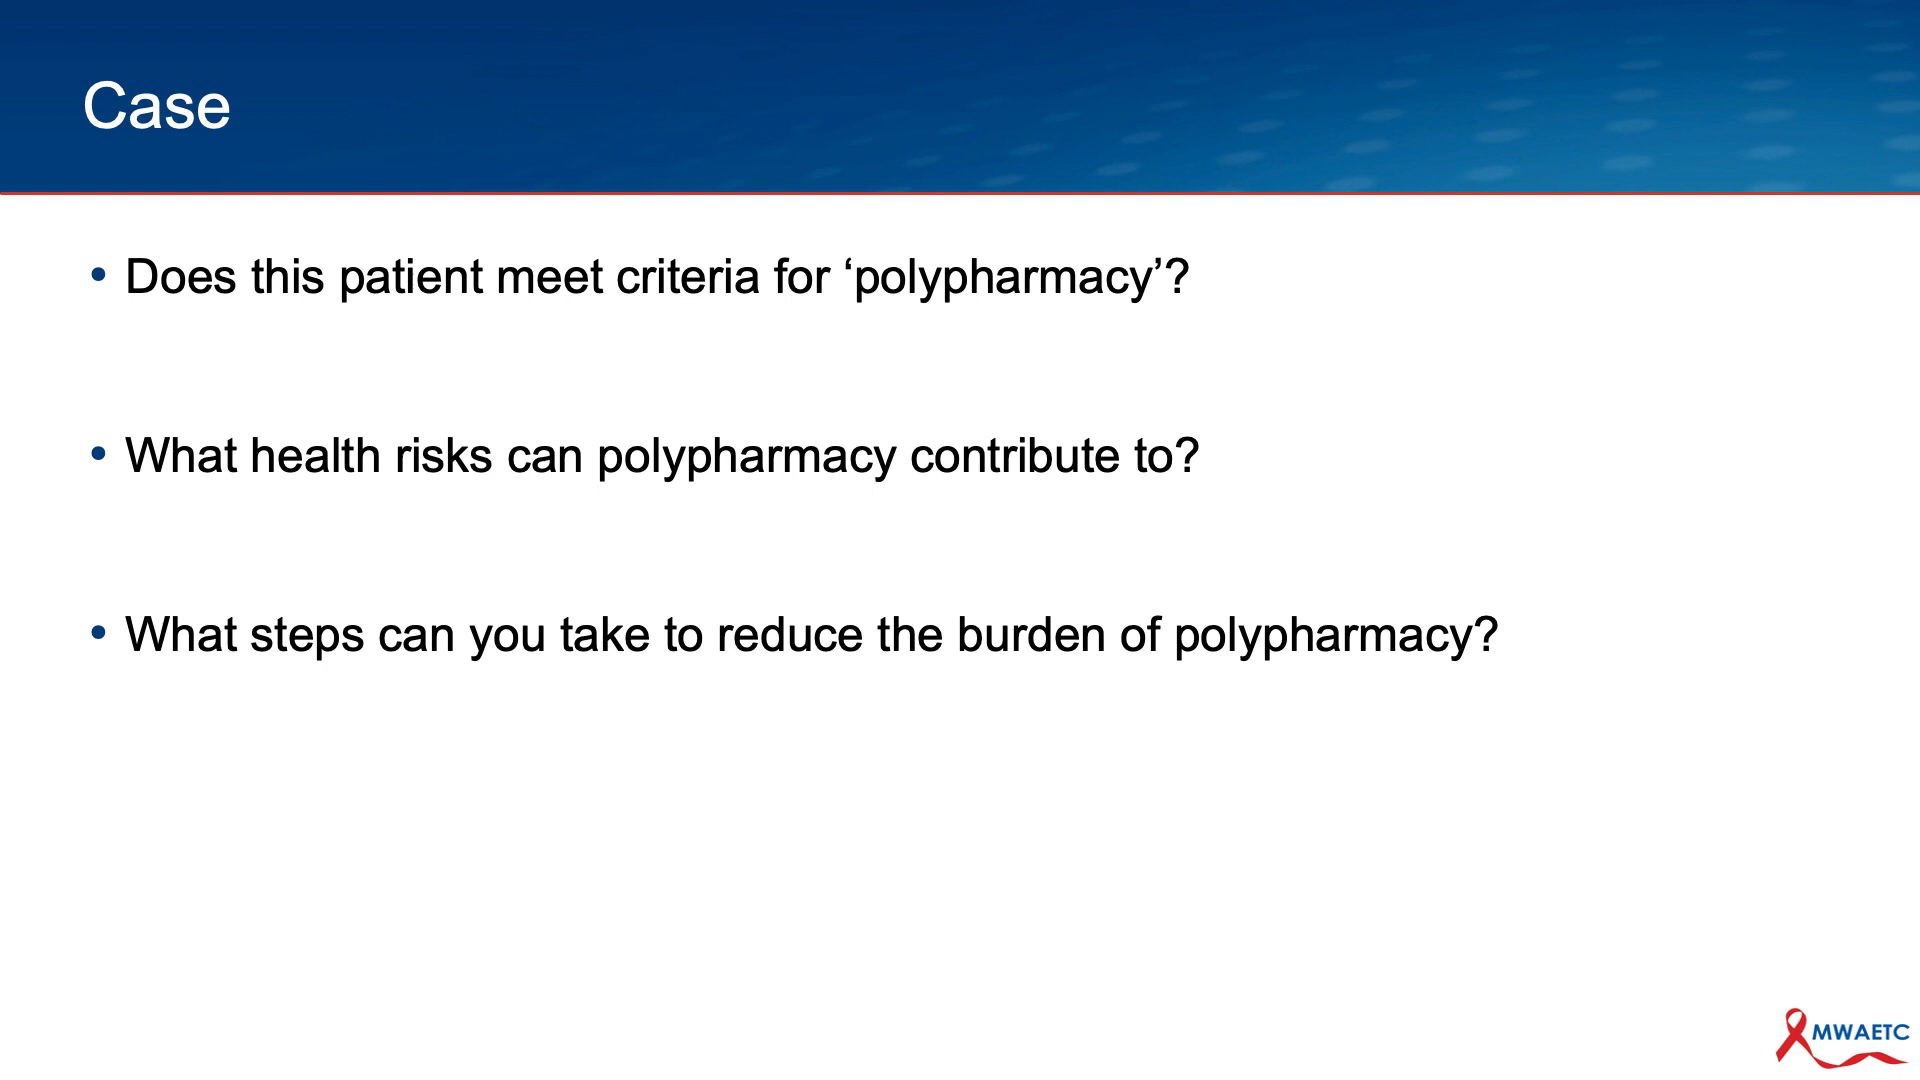 Case
• Does this patient meet criteria for ‘polypharmacy’?
• What health risks can polypharmacy contribute to?
• What steps can you take to reduce the burden of polypharmacy?
MWAETC